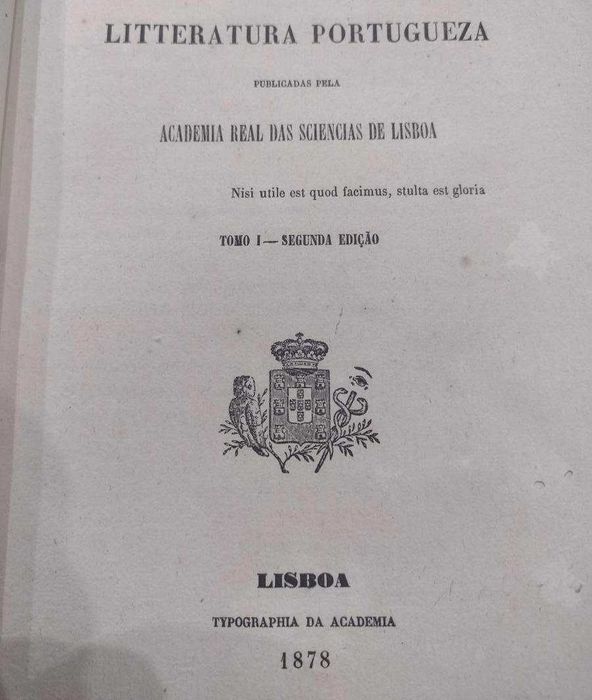 LITTERATURA PORTUGUEZA
PUBLICADAS PELA
ACADEMIA REAL DAS SCIENCIAS DE LISBOA
Nisi utile est quod facimus, stulta est gloria
TOMO I — SEGUNDA EDIÇÃO
LISBOA
TYPOGRAPHIA DA ACADEMIA
1878